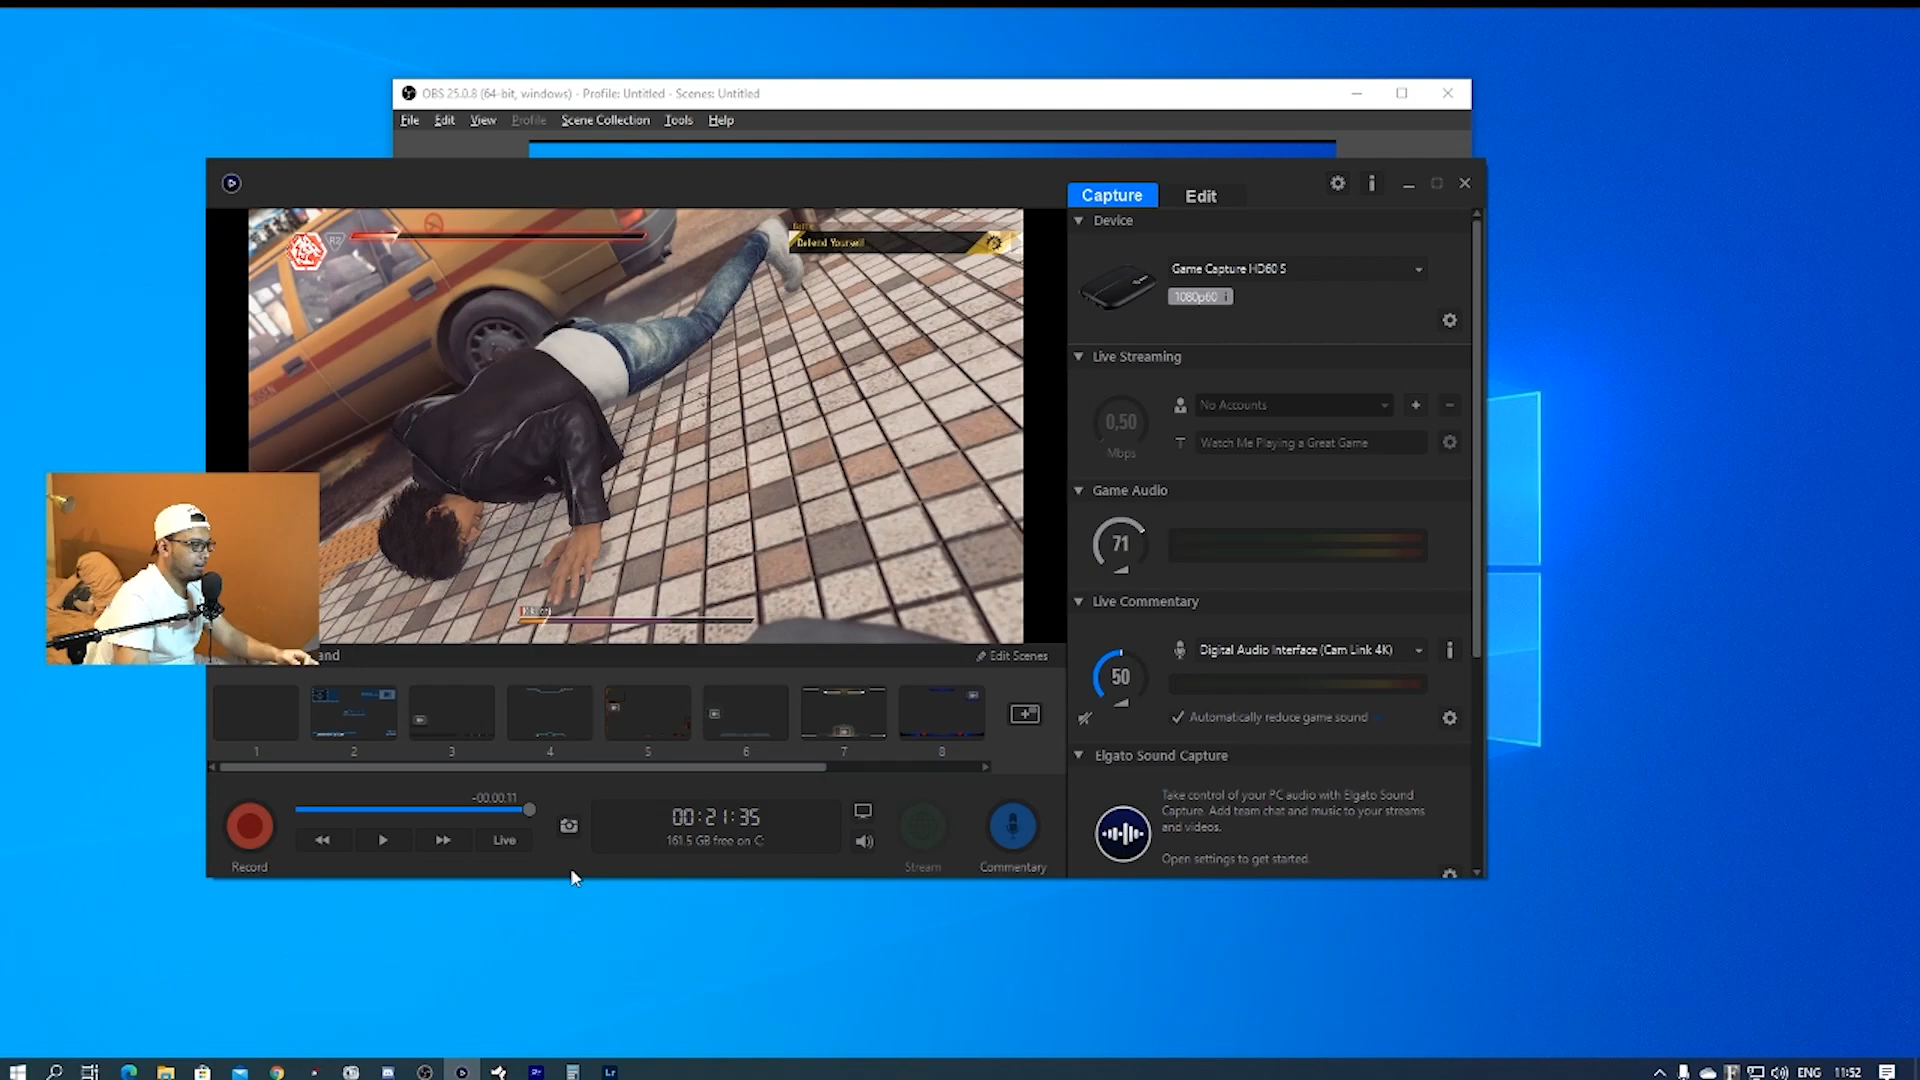 OBS 25.0.8 (64-bit, windows) - Profile: Untitled - Scenes: Untitled
File Edit View Profile Scene Collection Tools Help
Capture Edit
Device
Game Capture HD60 S
1080p60 i
Live Streaming
0,50
Mbps
No Accounts
Watch Me Playing a Great Game
Game Audio
71
Live Commentary
50
Digital Audio Interface (Cam Link 4K)
Automatically reduce game sound
Elgato Sound Capture
Take control of your PC audio with Elgato Sound
Capture. Add team chat and music to your streams
and videos.
Open settings to get started.
R2
Battle
Defend Yourself
and
Edit Scenes
1 2 3 4 5 6 7 8
-00:00:11
Live
00:21:35
161.5 GB free on C:
Record
Stream
Commentary
Pr
Lr
ENG 11:52